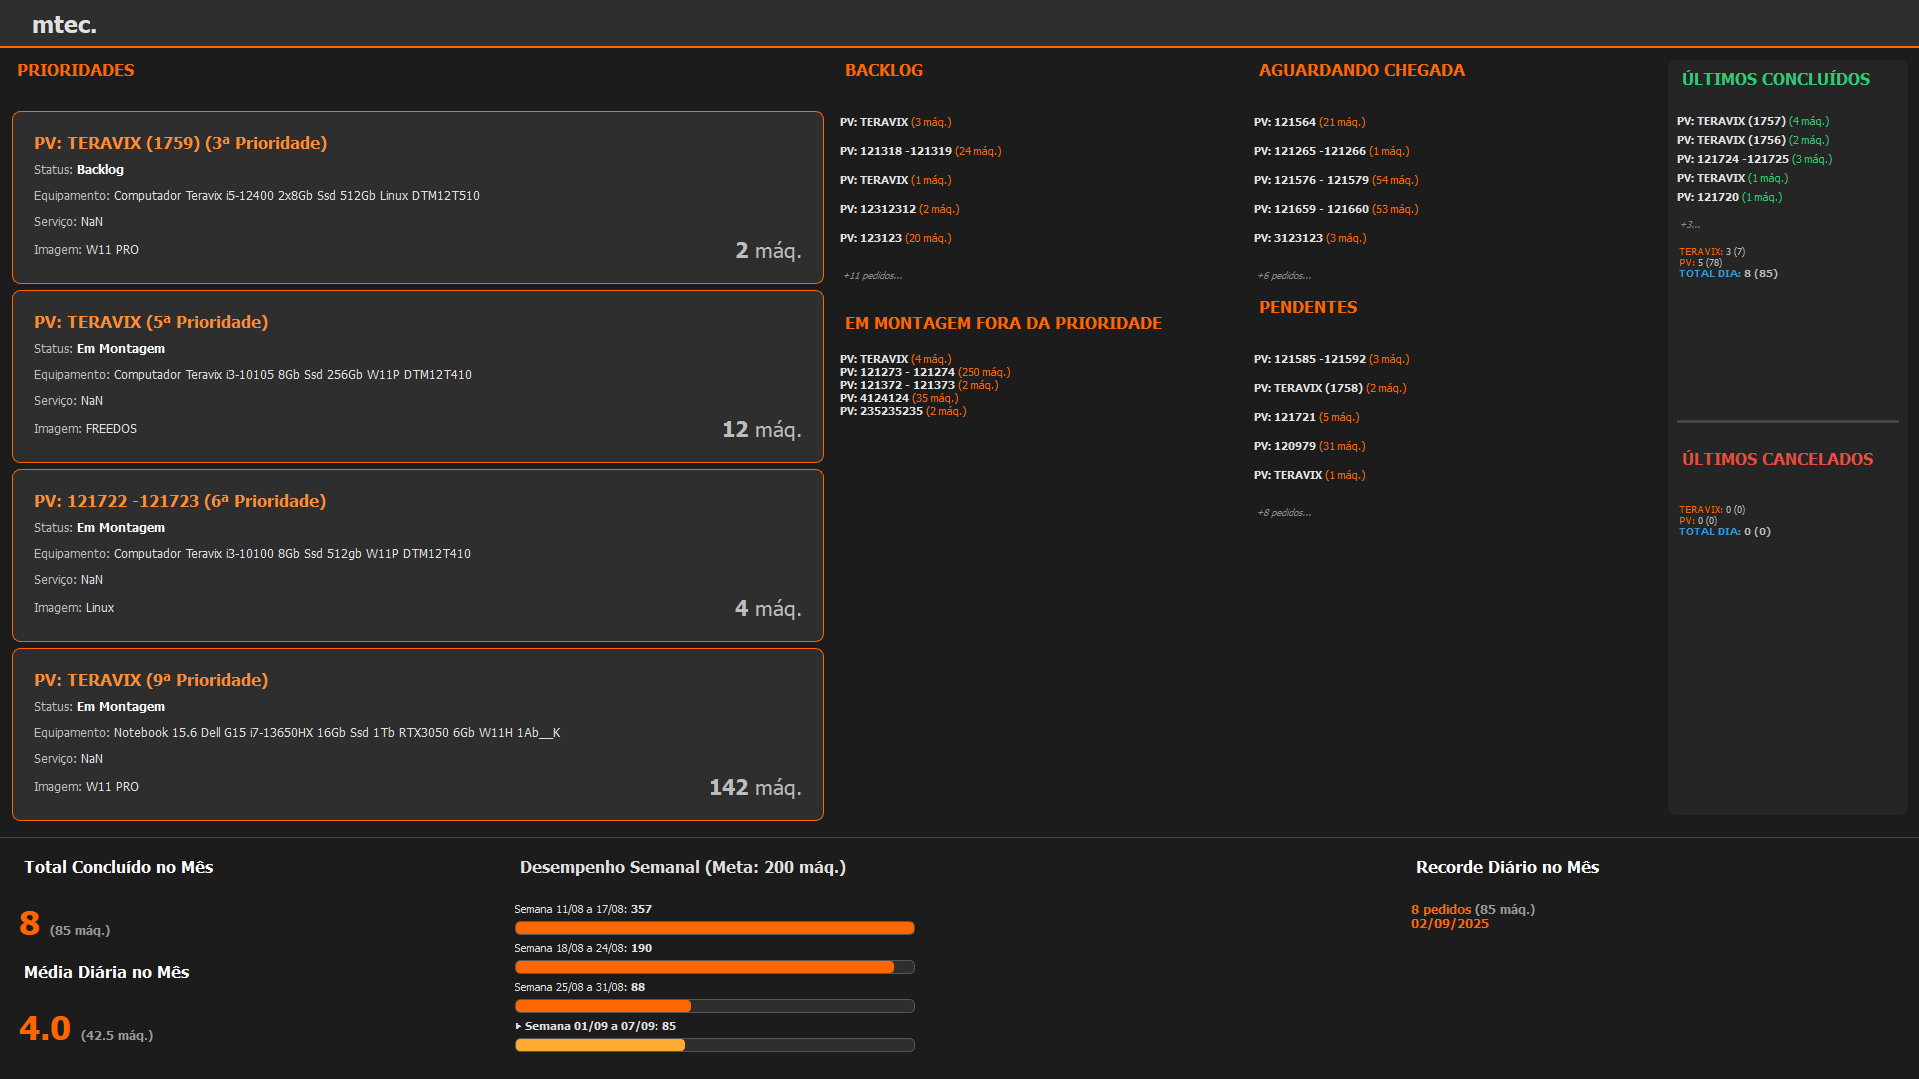 mtec.
PRIORIDADES
PV: TERAVIX (1759) (3ª Prioridade)
Status: Backlog
Equipamento: Computador Teravix i5-12400 2x8Gb Ssd 512Gb Linux DTM12T510
Serviço: NaN
Imagem: W11 PRO
2 máq.
PV: TERAVIX (5ª Prioridade)
Status: Em Montagem
Equipamento: Computador Teravix i3-10105 8Gb Ssd 256Gb W11P DTM12T410
Serviço: NaN
Imagem: FREEDOS
12 máq.
PV: 121722 -121723 (6ª Prioridade)
Status: Em Montagem
Equipamento: Computador Teravix i3-10100 8Gb Ssd 512gb W11P DTM12T410
Serviço: NaN
Imagem: Linux
4 máq.
PV: TERAVIX (9ª Prioridade)
Status: Em Montagem
Equipamento: Notebook 15.6 Dell G15 i7-13650HX 16Gb Ssd 1Tb RTX3050 6Gb W11H 1Ab__K
Serviço: NaN
Imagem: W11 PRO
142 máq.
BACKLOG
PV: TERAVIX (3 máq.)
PV: 121318 -121319 (24 máq.)
PV: TERAVIX (1 máq.)
PV: 12312312 (2 máq.)
PV: 123123 (20 máq.)
+11 pedidos...
EM MONTAGEM FORA DA PRIORIDADE
PV: TERAVIX (4 máq.)
PV: 121273 - 121274 (250 máq.)
PV: 121372 - 121373 (2 máq.)
PV: 4124124 (35 máq.)
PV: 235235235 (2 máq.)
AGUARDANDO CHEGADA
PV: 121564 (21 máq.)
PV: 121265 -121266 (1 máq.)
PV: 121576 - 121579 (54 máq.)
PV: 121659 - 121660 (53 máq.)
PV: 3123123 (3 máq.)
+6 pedidos...
PENDENTES
PV: 121585 -121592 (3 máq.)
PV: TERAVIX (1758) (2 máq.)
PV: 121721 (5 máq.)
PV: 120979 (31 máq.)
PV: TERAVIX (1 máq.)
+8 pedidos...
ÚLTIMOS CONCLUÍDOS
PV: TERAVIX (1757) (4 máq.)
PV: TERAVIX (1756) (2 máq.)
PV: 121724 -121725 (3 máq.)
PV: TERAVIX (1 máq.)
PV: 121720 (1 máq.)
+3...
TERAVIX: 3 (7)
PV: 5 (78)
TOTAL DIA: 8 (85)
ÚLTIMOS CANCELADOS
TERAVIX: 0 (0)
PV: 0 (0)
TOTAL DIA: 0 (0)
Total Concluído no Mês
8 (85 máq.)
Média Diária no Mês
4.0 (42.5 máq.)
Desempenho Semanal (Meta: 200 máq.)
Semana 11/08 a 17/08: 357
Semana 18/08 a 24/08: 190
Semana 25/08 a 31/08: 88
▸ Semana 01/09 a 07/09: 85
Recorde Diário no Mês
8 pedidos (85 máq.)
02/09/2025